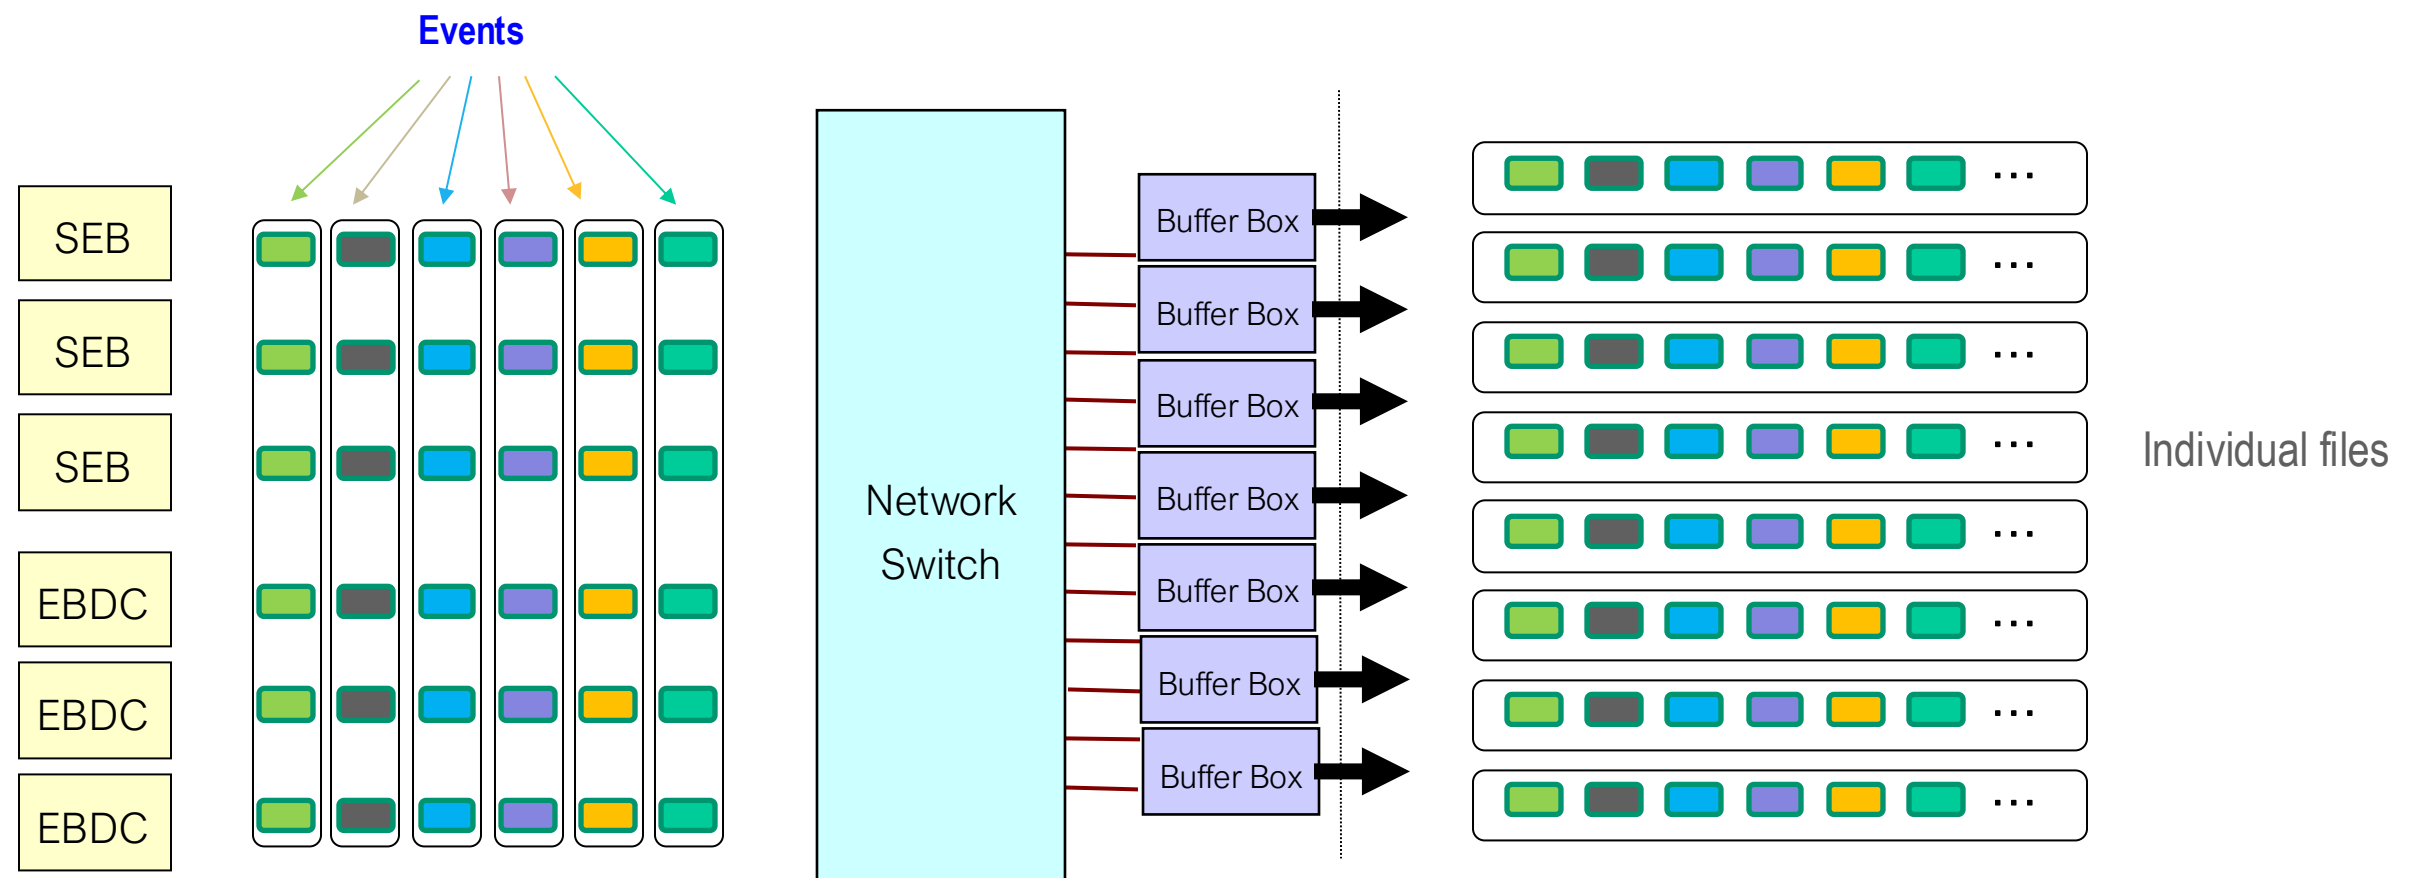 Events
SEB
SEB
SEB
EBDC
EBDC
EBDC
Network
Switch
Buffer Box
Buffer Box
Buffer Box
Buffer Box
Buffer Box
Buffer Box
Buffer Box
...
...
...
...
...
...
...
...
Individual files